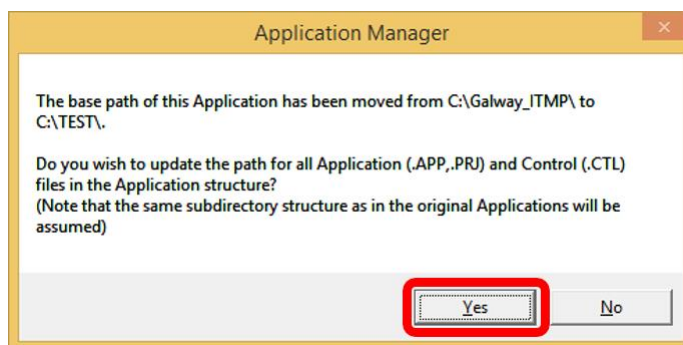 Application Manager
The base path of this Application has been moved from C:\Galway_ITMP\ to
C:\TEST\.
Do you wish to update the path for all Application (.APP,.PRJ) and Control (.CTL)
files in the Application structure?
(Note that the same subdirectory structure as in the original Applications will be
assumed)
Yes No